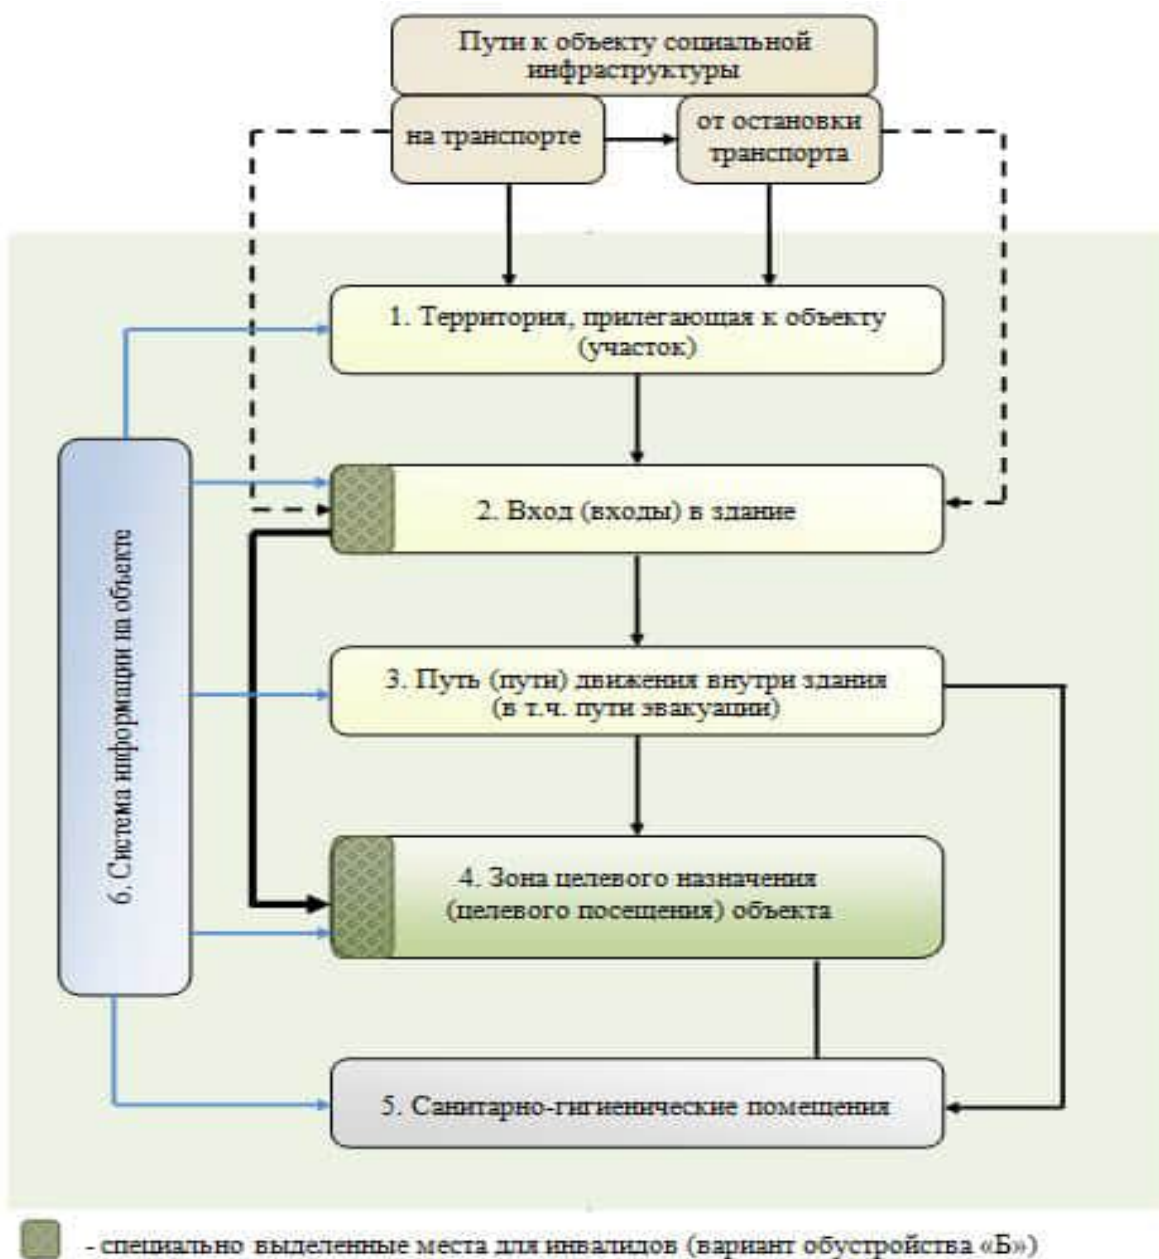 Пути к объекту социальной
инфраструктуры
на транспорте
от остановки
транспорта
1. Территория, прилегающая к объекту
(участок)
2. Вход (входы) в здание
3. Путь (пути) движения внутри здания
(в т.ч. пути эвакуации)
4. Зона целевого назначения
(целевого посещения) объекта
5. Санитарно-гигиенические помещения
6. Система информации на объекте
- специально выделенные места для инвалидов (вариант обустройства «Б»)